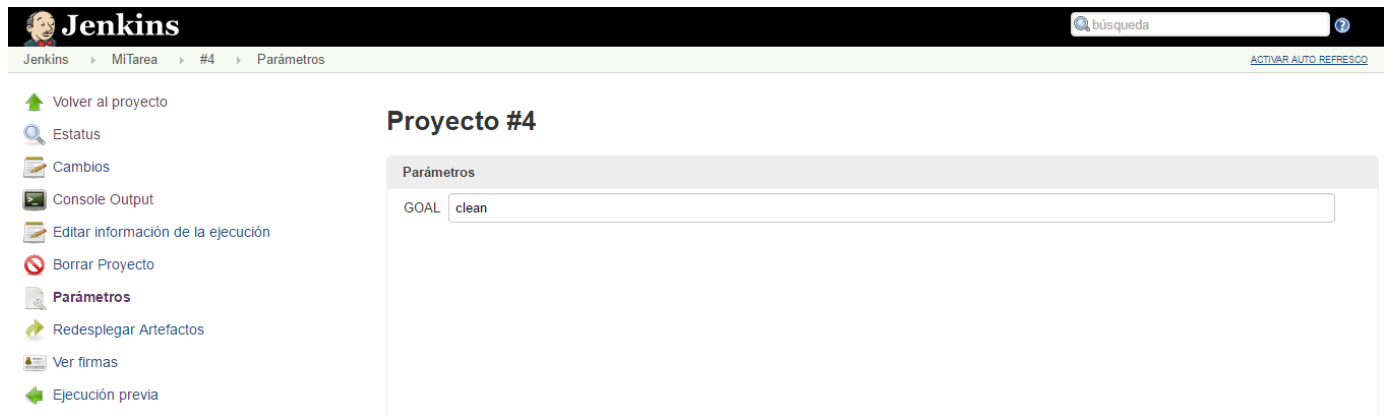 Jenkins
búsqueda
Jenkins MiTarea #4 Parámetros
ACTIVAR AUTO REFRESCO
Volver al proyecto
Estatus
Cambios
Console Output
Editar información de la ejecución
Borrar Proyecto
Parámetros
Redesplegar Artefactos
Ver firmas
Ejecución previa
Proyecto #4
Parámetros
GOAL clean